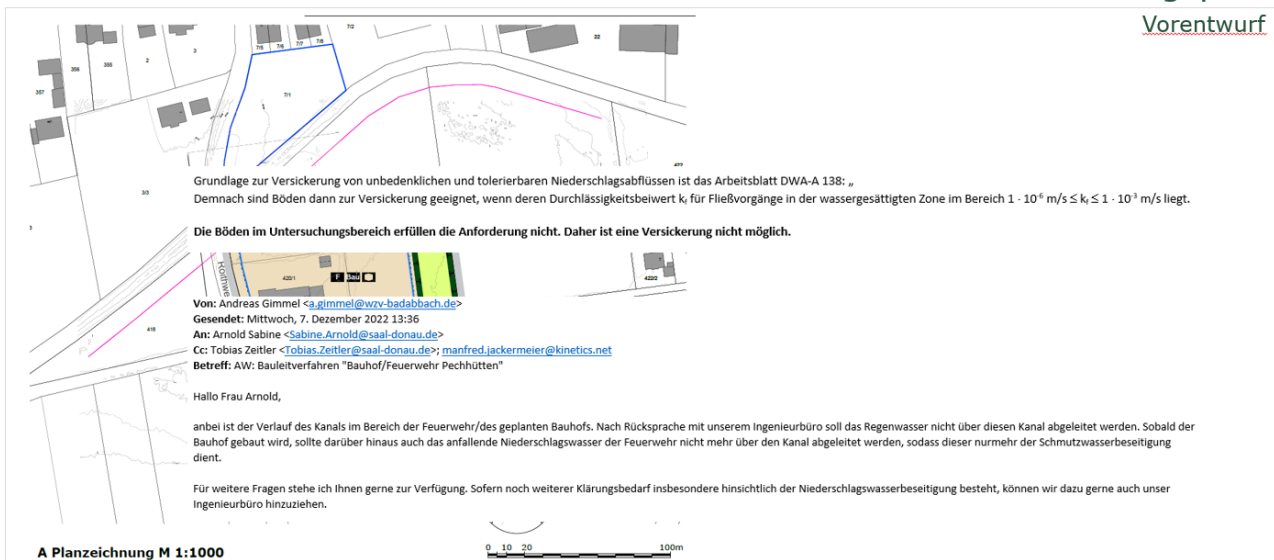 Vorentwurf
7/2
7/5 7/6 7/7 7/8
22
3
2
355
356
357
7/1
3/3
3
422
Grundlage zur Versickerung von unbedenklichen und tolerierbaren Niederschlagsabflüssen ist das Arbeitsblatt DWA-A 138: „
Demnach sind Böden dann zur Versickerung geeignet, wenn deren Durchlässigkeitsbeiwert kf für Fließvorgänge in der wassergesättigten Zone im Bereich 1 · 10⁻⁶ m/s ≤ kf ≤ 1 · 10⁻³ m/s liegt.
Die Böden im Untersuchungsbereich erfüllen die Anforderung nicht. Daher ist eine Versickerung nicht möglich.
420/1
F Bau
422/2
418
Von: Andreas Gimmel <a.gimmel@wzv-badabbach.de>
Gesendet: Mittwoch, 7. Dezember 2022 13:36
An: Arnold Sabine <Sabine.Arnold@saal-donau.de>
Cc: Tobias Zeitler <Tobias.Zeitler@saal-donau.de>; manfred.jackermeier@kinetics.net
Betreff: AW: Bauleitverfahren "Bauhof/Feuerwehr Pechhütten"
Hallo Frau Arnold,
anbei ist der Verlauf des Kanals im Bereich der Feuerwehr/des geplanten Bauhofs. Nach Rücksprache mit unserem Ingenieurbüro soll das Regenwasser nicht über diesen Kanal abgeleitet werden. Sobald der
Bauhof gebaut wird, sollte darüber hinaus auch das anfallende Niederschlagswasser der Feuerwehr nicht mehr über den Kanal abgeleitet werden, sodass dieser nurmehr der Schmutzwasserbeseitigung
dient.
Für weitere Fragen stehe ich Ihnen gerne zur Verfügung. Sofern noch weiterer Klärungsbedarf insbesondere hinsichtlich der Niederschlagswasserbeseitigung besteht, können wir dazu gerne auch unser
Ingenieurbüro hinzuziehen.
A Planzeichnung M 1:1000
0 10 20 100m